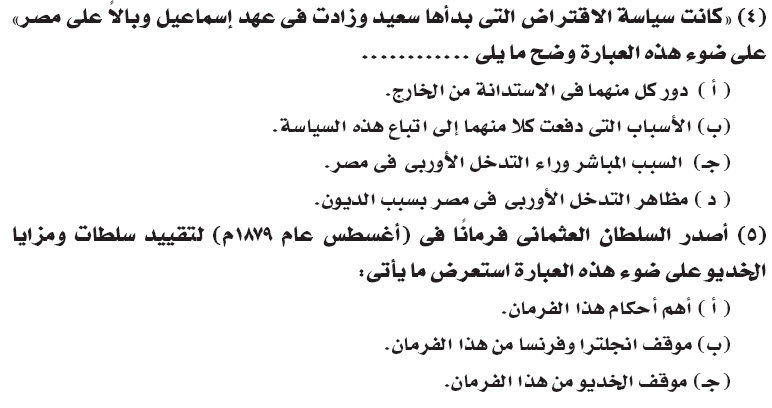 (٤) «كانت سياسة الاقتراض التى بدأها سعيد وزادت فى عهد إسماعيل وبالاً على مصر»
على ضوء هذه العبارة وضح ما يلى ............
( أ ) دور كل منهما فى الاستدانة من الخارج.
(ب) الأسباب التى دفعت كلا منهما إلى اتباع هذه السياسة.
(جـ) السبب المباشر وراء التدخل الأوربى فى مصر.
( د ) مظاهر التدخل الأوربى فى مصر بسبب الديون.
(٥) أصدر السلطان العثمانى فرمانًا فى (أغسطس عام ١٨٧٩م) لتقييد سلطات ومزايا
الخديو على ضوء هذه العبارة استعرض ما يأتى:
( أ ) أهم أحكام هذا الفرمان.
(ب) موقف انجلترا وفرنسا من هذا الفرمان.
(جـ) موقف الخديو من هذا الفرمان.